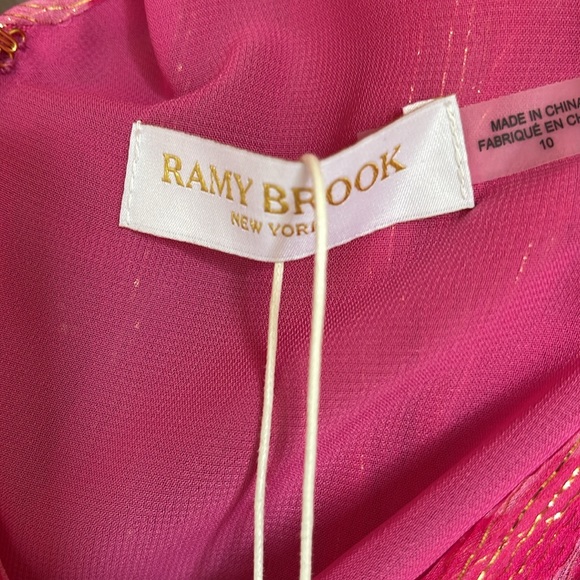 RAMY BROOK
NEW YORK
MADE IN CHINA
FABRIQUÉ EN
10